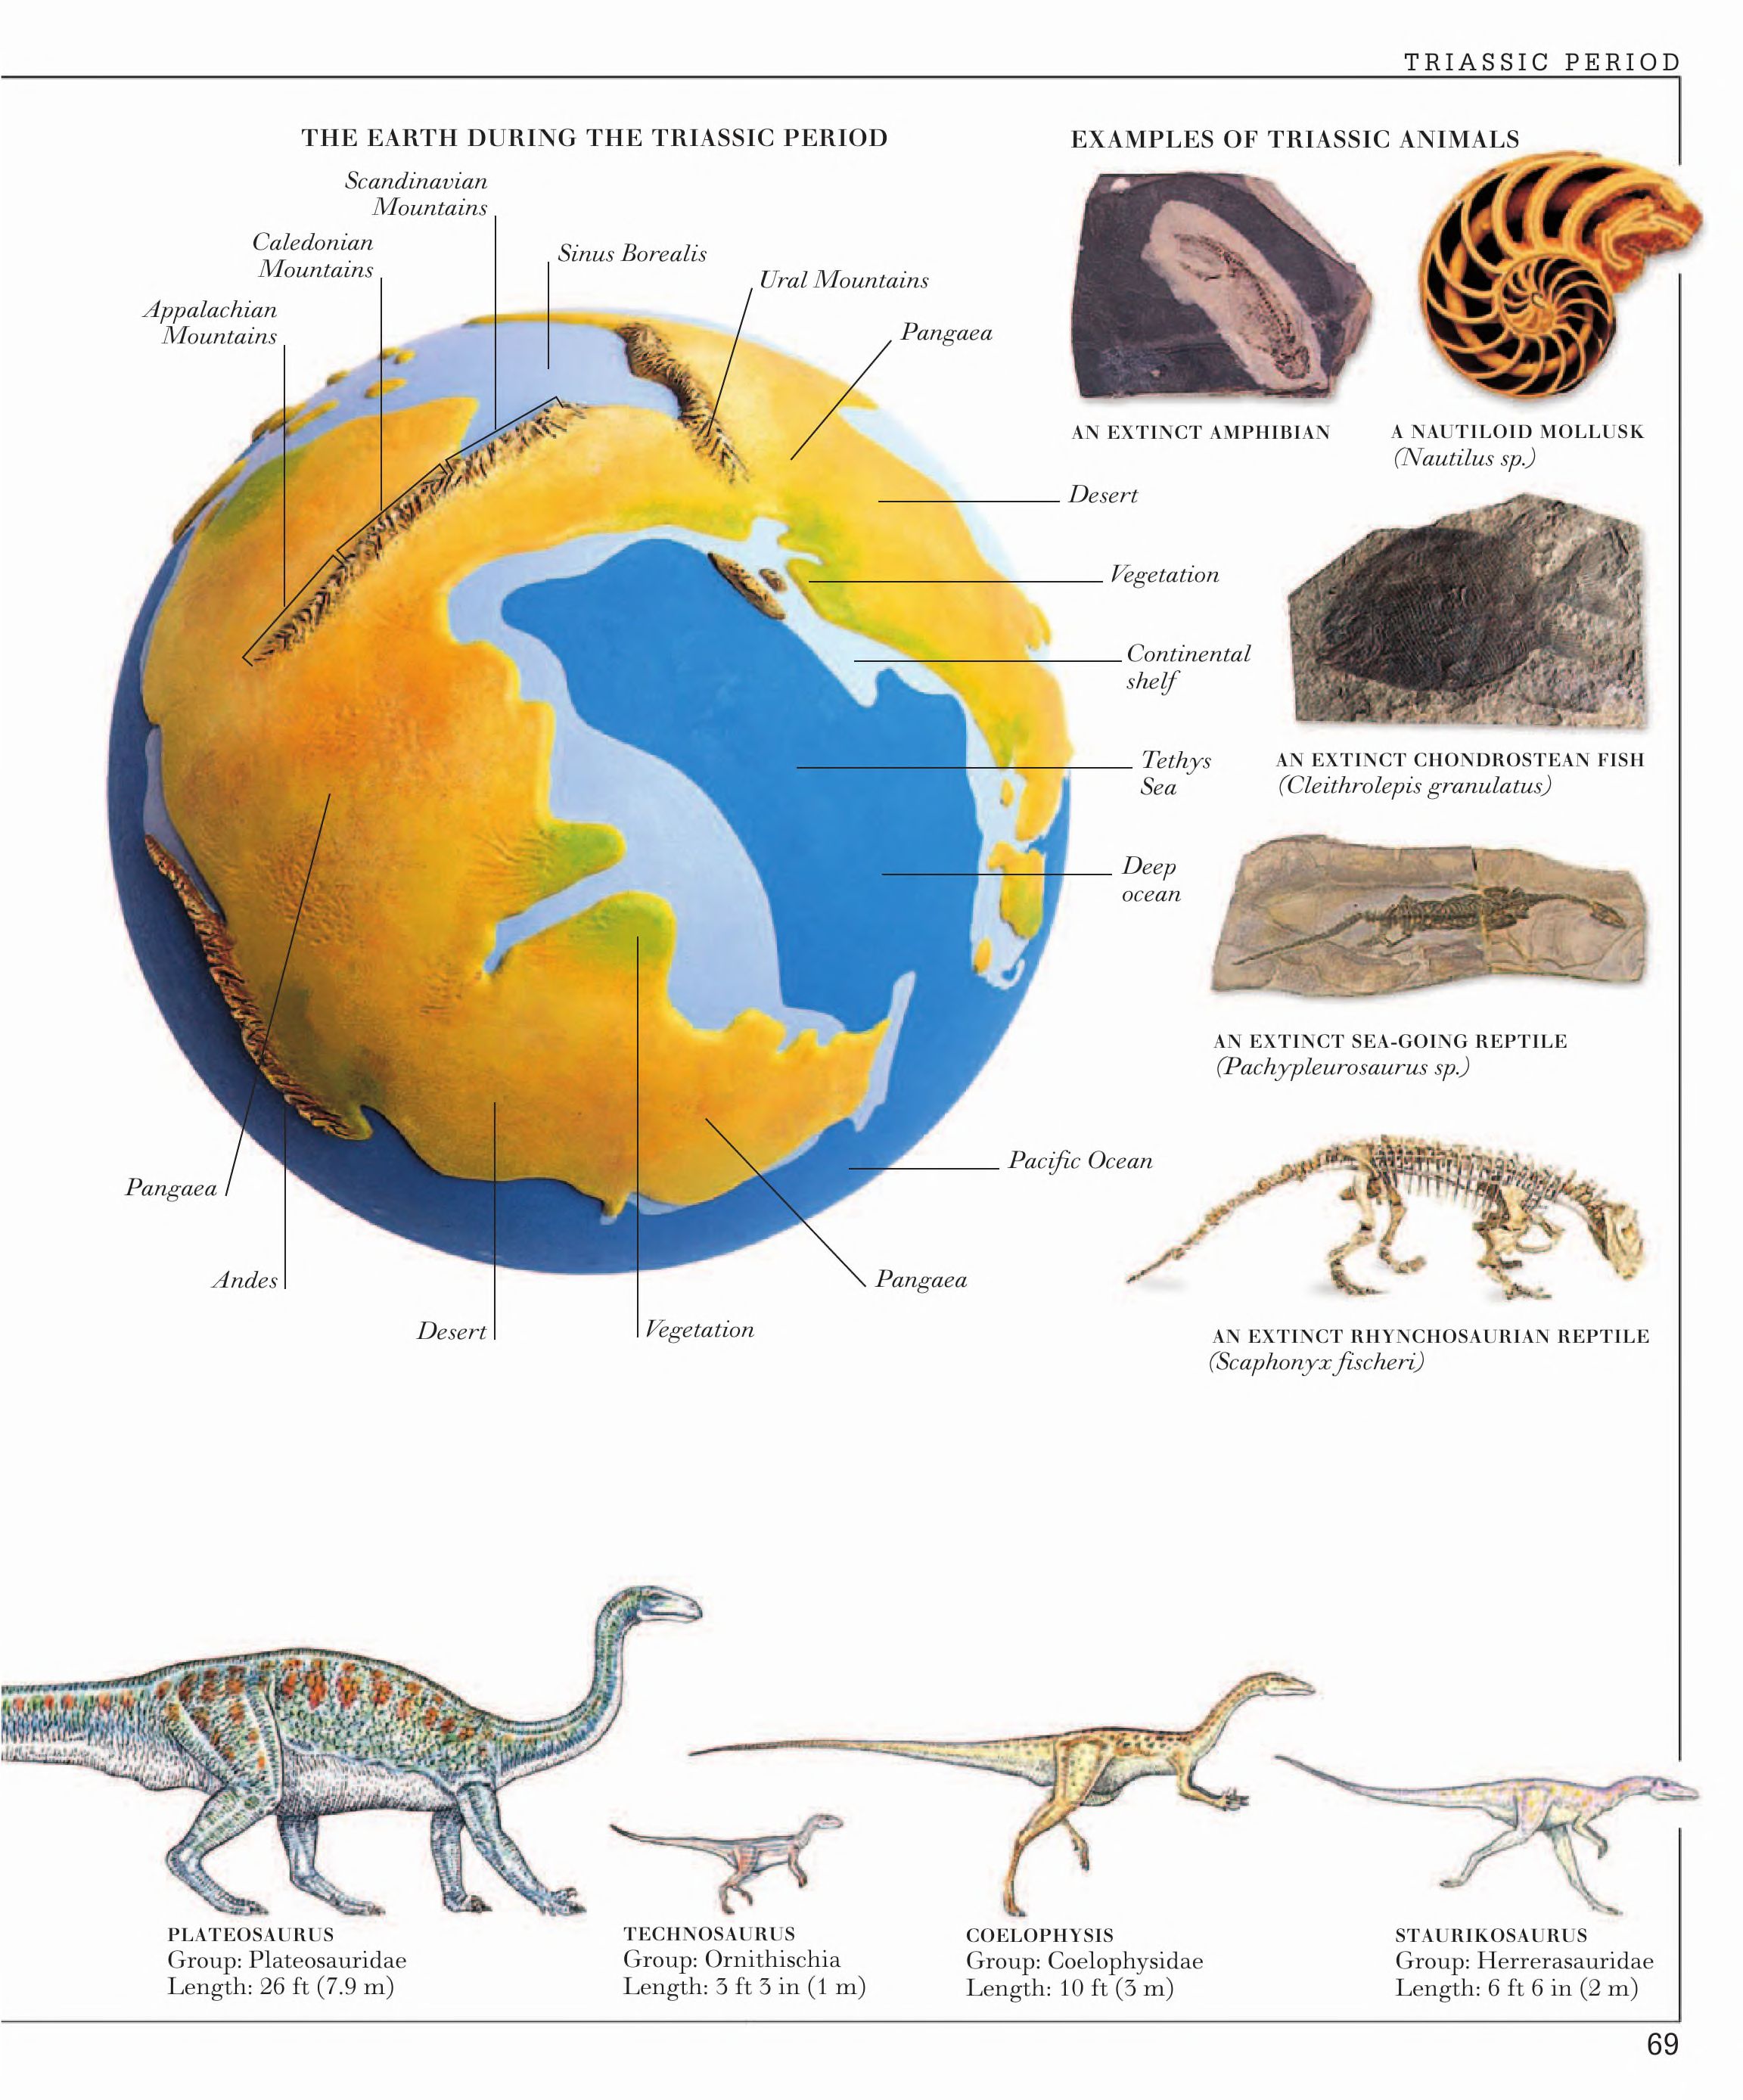 TRIASSIC PERIOD
THE EARTH DURING THE TRIASSIC PERIOD
Scandinavian
Mountains
Caledonian
Mountains
Sinus Borealis
Ural Mountains
Appalachian
Mountains
Pangaea
Desert
Vegetation
Continental
shelf
Tethys
Sea
Deep
ocean
Pacific Ocean
Pangaea
Andes
Desert
Vegetation
Pangaea
EXAMPLES OF TRIASSIC ANIMALS
AN EXTINCT AMPHIBIAN
A NAUTILOID MOLLUSK
(Nautilus sp.)
AN EXTINCT CHONDROSTEAN FISH
(Cleithrolepis granulatus)
AN EXTINCT SEA-GOING REPTILE
(Pachypleurosaurus sp.)
AN EXTINCT RHYNCHOSAURIAN REPTILE
(Scaphonyx fischeri)
PLATEOSAURUS
Group: Plateosauridae
Length: 26 ft (7.9 m)
TECHNOSAURUS
Group: Ornithischia
Length: 3 ft 3 in (1 m)
COELOPHYSIS
Group: Coelophysidae
Length: 10 ft (3 m)
STAURIKOSAURUS
Group: Herrerasauridae
Length: 6 ft 6 in (2 m)
69